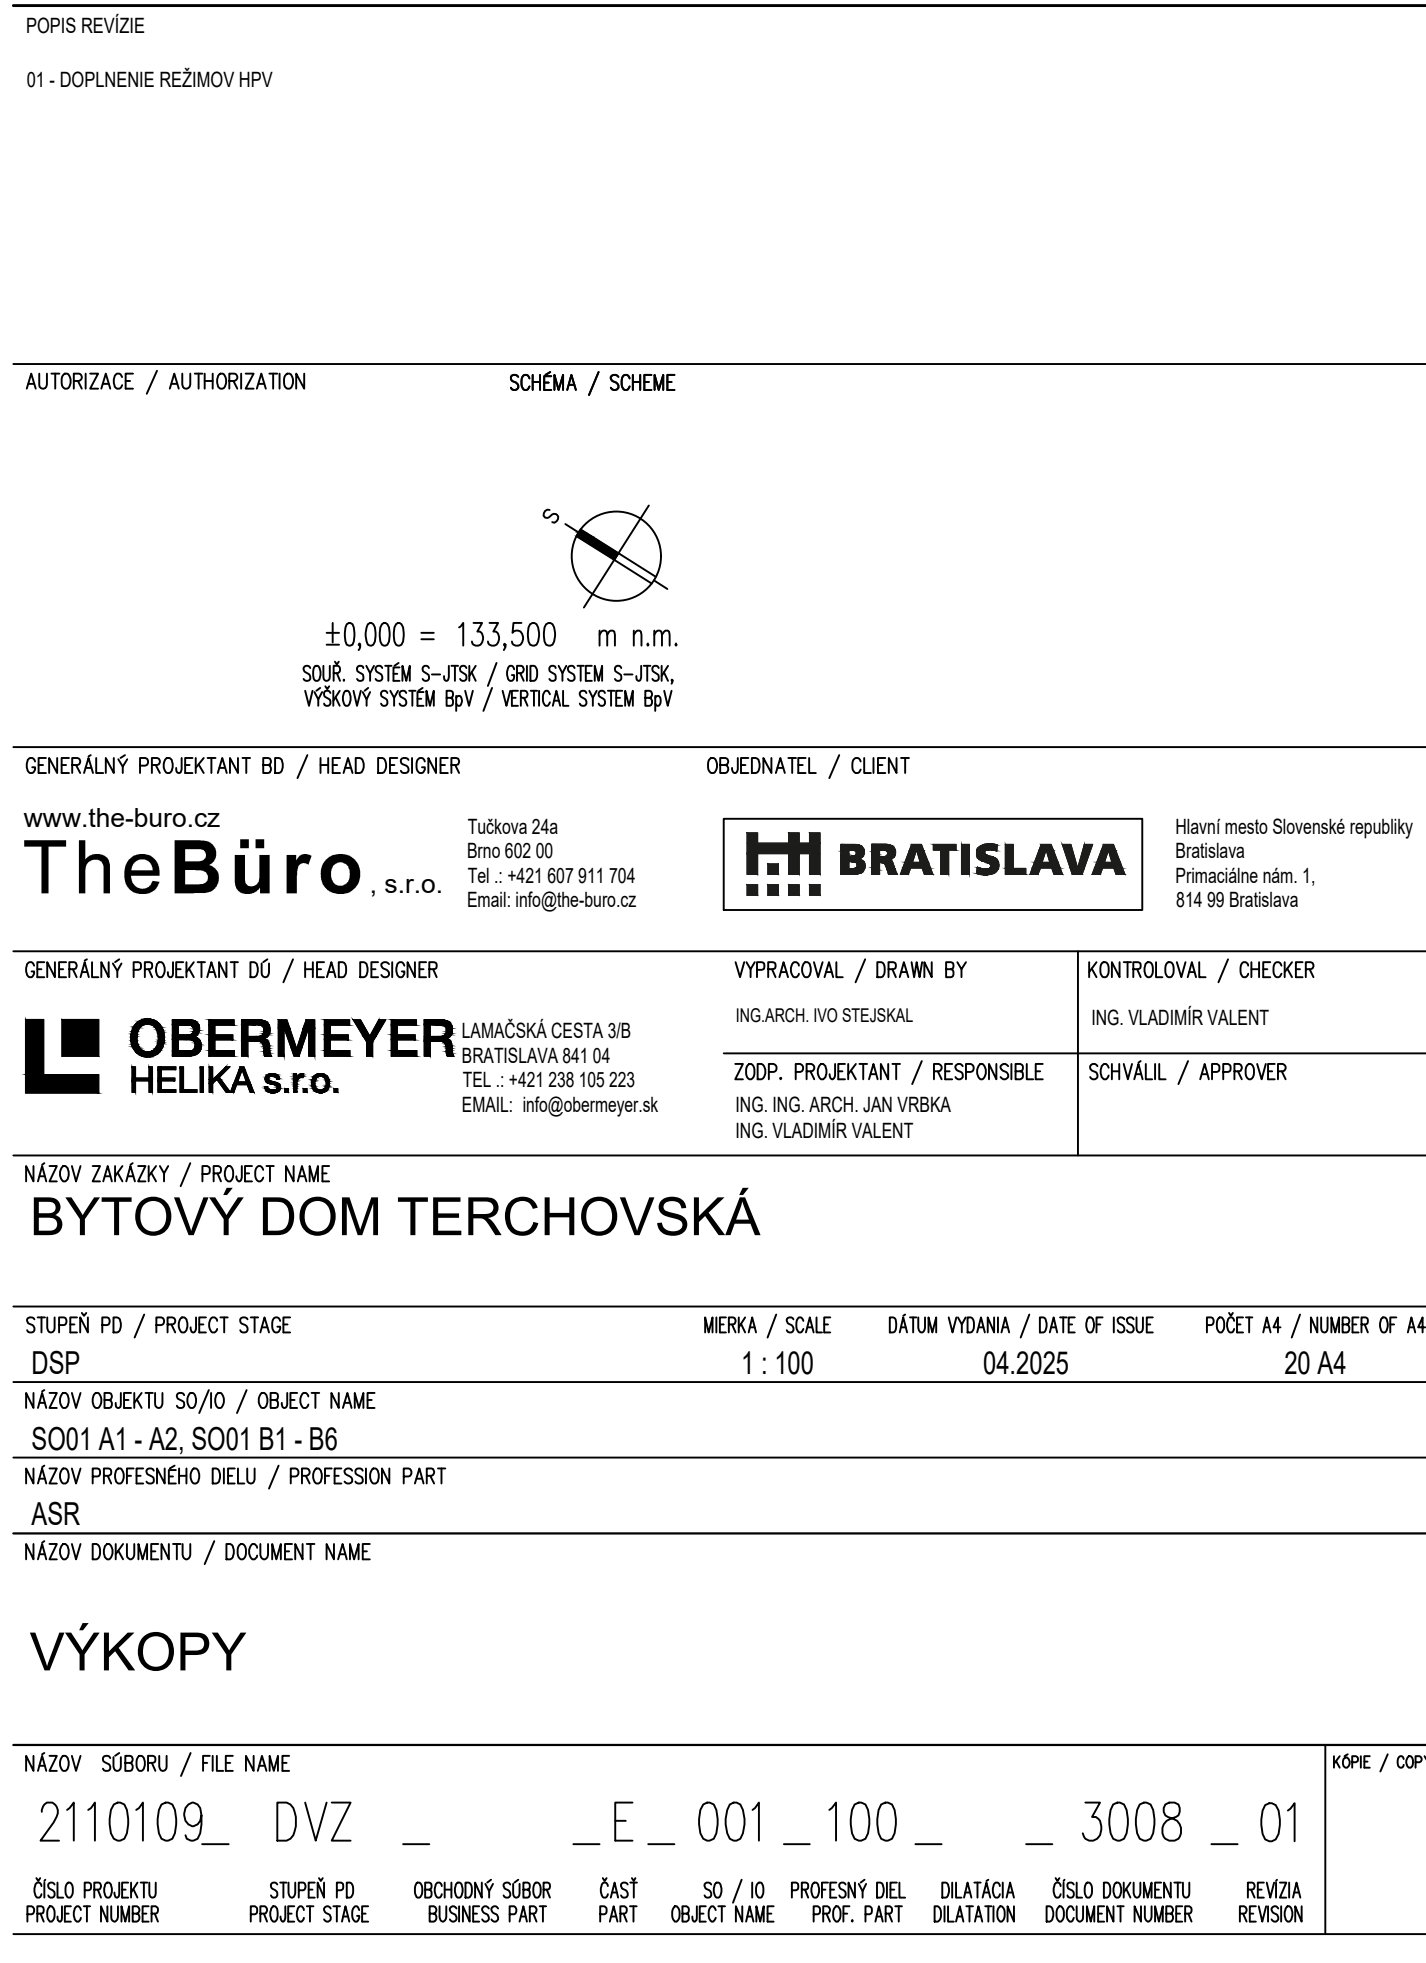 POPIS REVÍZIE
01 - DOPLNENIE REŽIMOV HPV
AUTORIZACE / AUTHORIZATION
SCHÉMA / SCHEME
S
±0,000 = 133,500 m n.m.
SOUŘ. SYSTÉM S-JTSK / GRID SYSTEM S-JTSK,
VÝŠKOVÝ SYSTÉM BpV / VERTICAL SYSTEM BpV
GENERÁLNÝ PROJEKTANT BD / HEAD DESIGNER
www.the-buro.cz
TheBüro, s.r.o.
Tučkova 24a
Brno 602 00
Tel .: +421 607 911 704
Email: info@the-buro.cz
OBJEDNATEL / CLIENT
BRATISLAVA
Hlavní mesto Slovenské republiky
Bratislava
Primaciálne nám. 1,
814 99 Bratislava
GENERÁLNÝ PROJEKTANT DÚ / HEAD DESIGNER
OBERMEYER
HELIKA s.r.o.
LAMAČSKÁ CESTA 3/B
BRATISLAVA 841 04
TEL .: +421 238 105 223
EMAIL: info@obermeyer.sk
VYPRACOVAL / DRAWN BY
ING.ARCH. IVO STEJSKAL
KONTROLOVAL / CHECKER
ING. VLADIMÍR VALENT
ZODP. PROJEKTANT / RESPONSIBLE
ING. ING. ARCH. JAN VRBKA
ING. VLADIMÍR VALENT
SCHVÁLIL / APPROVER
NÁZOV ZAKÁZKY / PROJECT NAME
BYTOVÝ DOM TERCHOVSKÁ
STUPEŇ PD / PROJECT STAGE
DSP
MIERKA / SCALE
1 : 100
DÁTUM VYDANIA / DATE OF ISSUE
04.2025
POČET A4 / NUMBER OF A4
20 A4
NÁZOV OBJEKTU SO/IO / OBJECT NAME
SO01 A1 - A2, SO01 B1 - B6
NÁZOV PROFESNÉHO DIELU / PROFESSION PART
ASR
NÁZOV DOKUMENTU / DOCUMENT NAME
VÝKOPY
NÁZOV SÚBORU / FILE NAME
KÓPIE / COPY
2110109_ DVZ _ _ E _ 001 _ 100 _ _ 3008 _ 01
ČÍSLO PROJEKTU
PROJECT NUMBER
STUPEŇ PD
PROJECT STAGE
OBCHODNÝ SÚBOR
BUSINESS PART
ČASŤ
PART
SO / IO
OBJECT NAME
PROFESNÝ DIEL
PROF. PART
DILATÁCIA
DILATATION
ČÍSLO DOKUMENTU
DOCUMENT NUMBER
REVÍZIA
REVISION